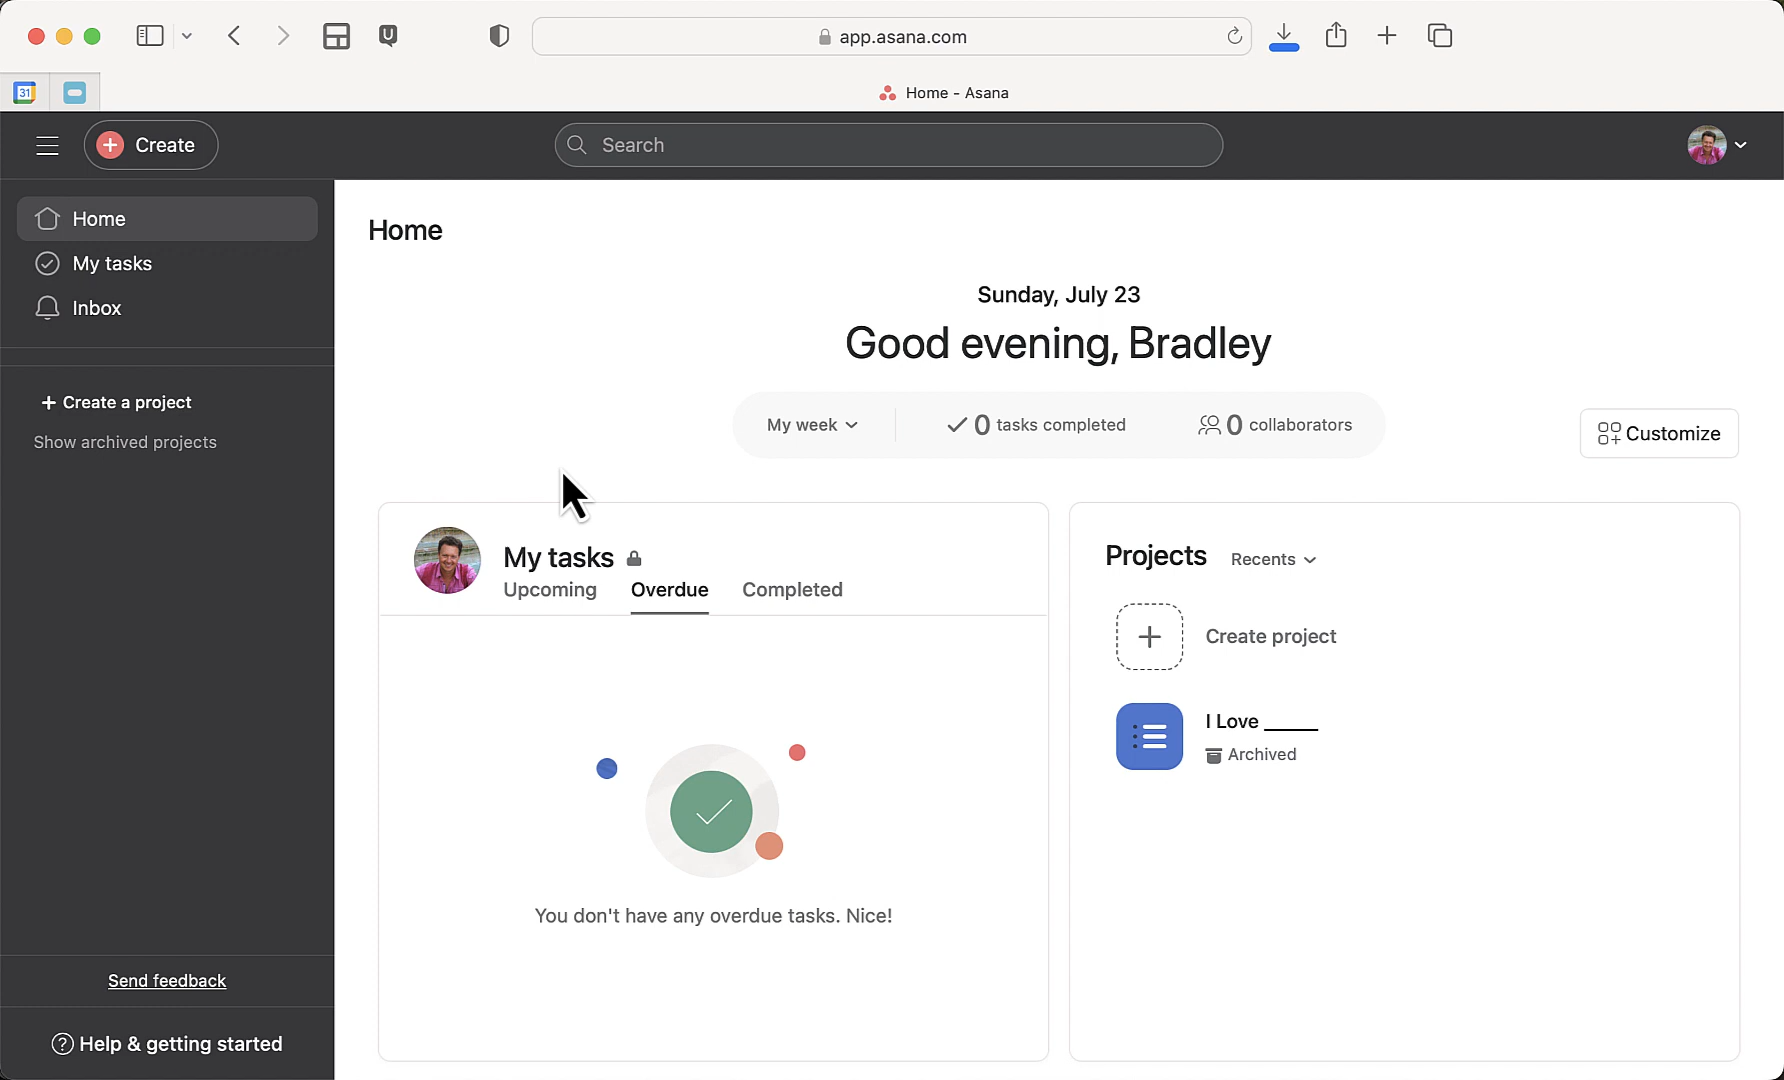 app.asana.com
31
Home - Asana
Create
Search
Home
My tasks
Inbox
+ Create a project
Show archived projects
Send feedback
? Help & getting started
Home
Sunday, July 23
Good evening, Bradley
My week
0 tasks completed
0 collaborators
Customize
My tasks
Upcoming Overdue Completed
You don't have any overdue tasks. Nice!
Projects Recents
Create project
I Love _____
Archived